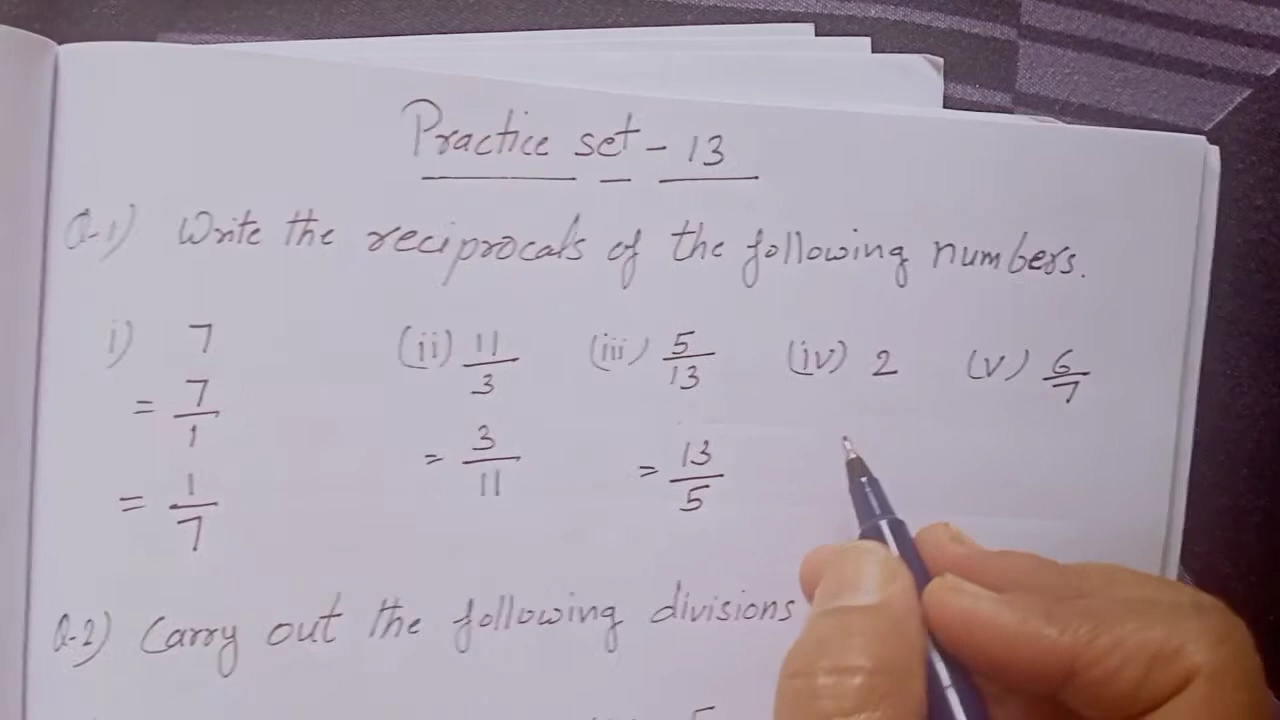 Practice set - 13
Q-1) Write the reciprocals of the following numbers.
i) 7 (ii) 11/3 (iii) 5/13 (iv) 2 (v) 6/7
= 7/1 = 3/11 = 13/5
= 1/7
Q-2) Carry out the following divisions